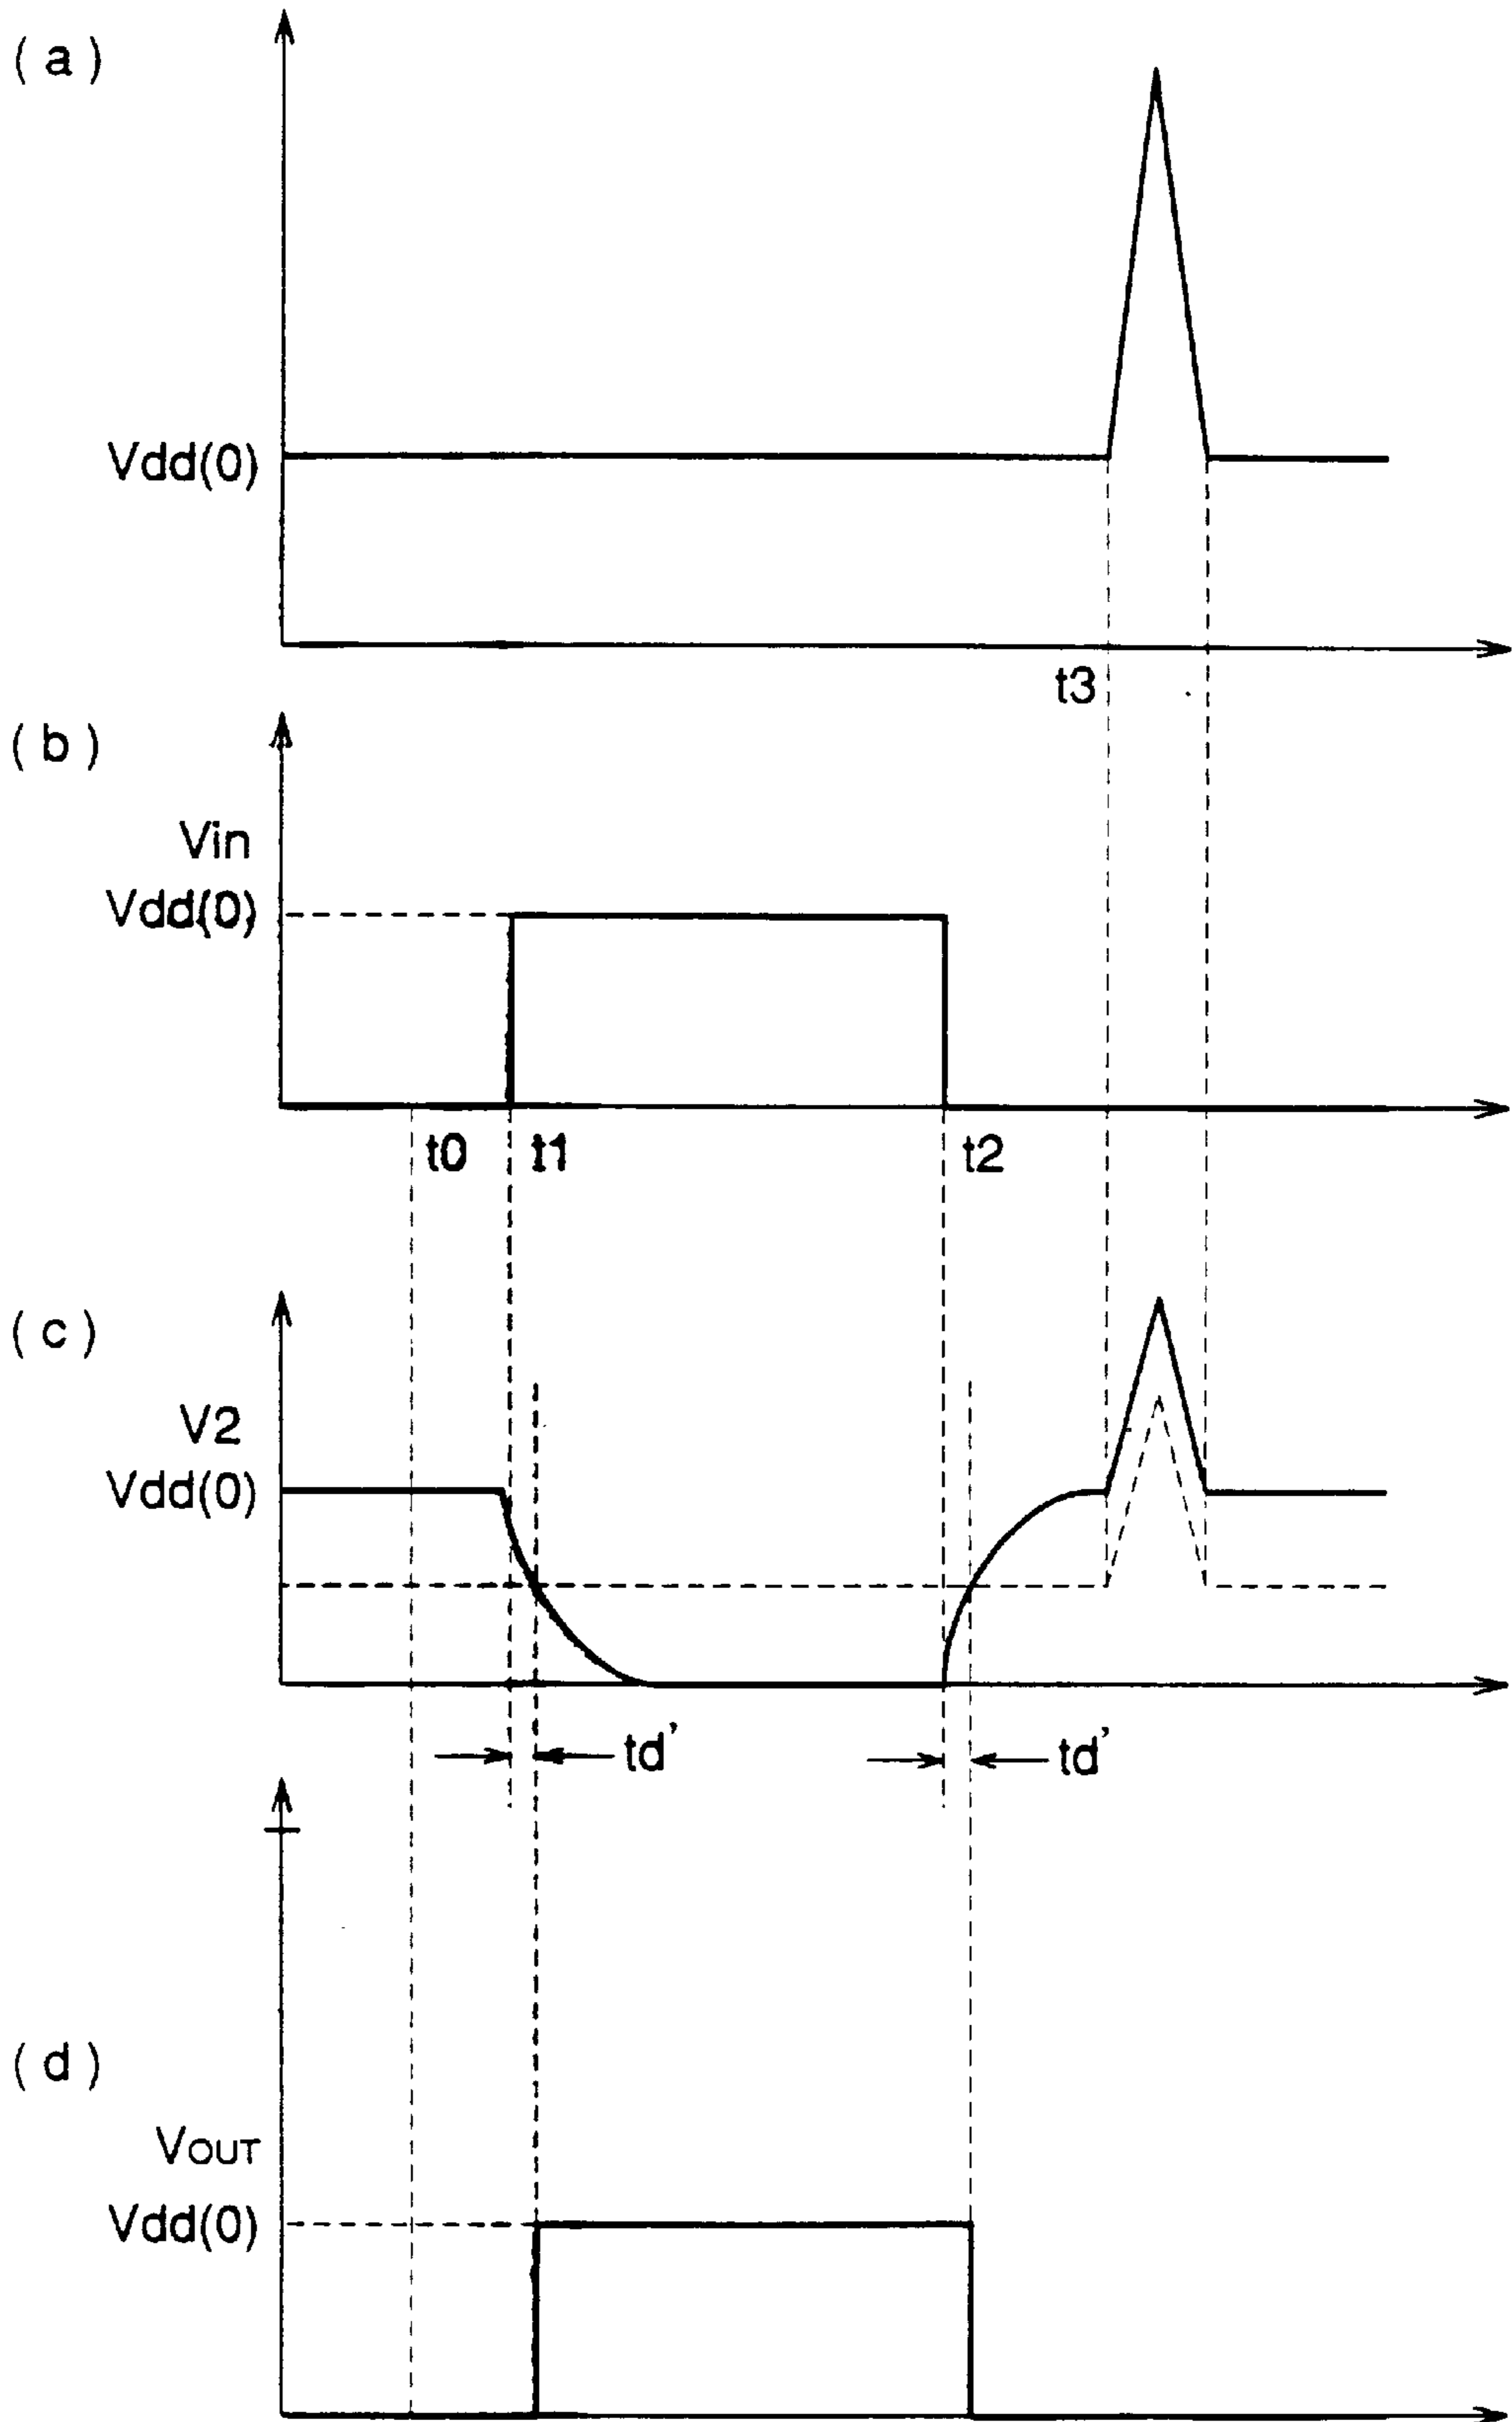 ( a )
Vdd(0)
t3
( b )
Vin
Vdd(0)
t0 t1 t2
( c )
V2
Vdd(0)
td' td'
( d )
VOUT
Vdd(0)